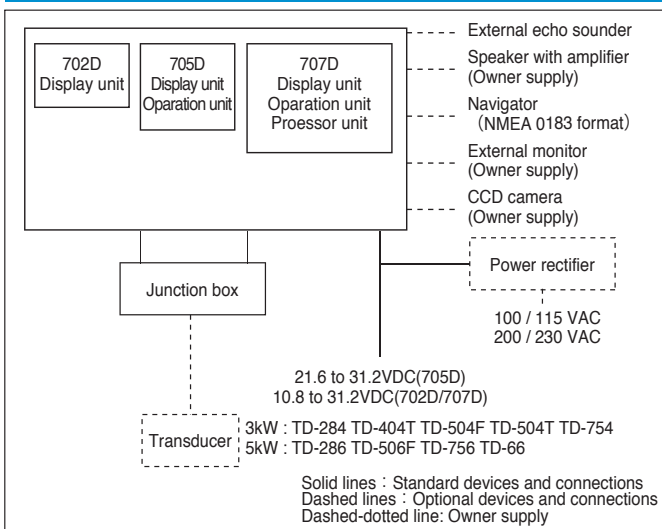 702D
Display unit
705D
Display unit
Oparation unit
707D
Display unit
Oparation unit
Proessor unit
External echo sounder
Speaker with amplifier
(Owner supply)
Navigator
（NMEA 0183 format）
External monitor
(Owner supply)
CCD camera
(Owner supply)
Junction box
Power rectifier
100 / 115 VAC
200 / 230 VAC
21.6 to 31.2VDC(705D)
10.8 to 31.2VDC(702D/707D)
Transducer
3kW : TD-284 TD-404T TD-504F TD-504T TD-754
5kW : TD-286 TD-506F TD-756 TD-66
Solid lines：Standard devices and connections
Dashed lines：Optional devices and connections
Dashed-dotted line: Owner supply